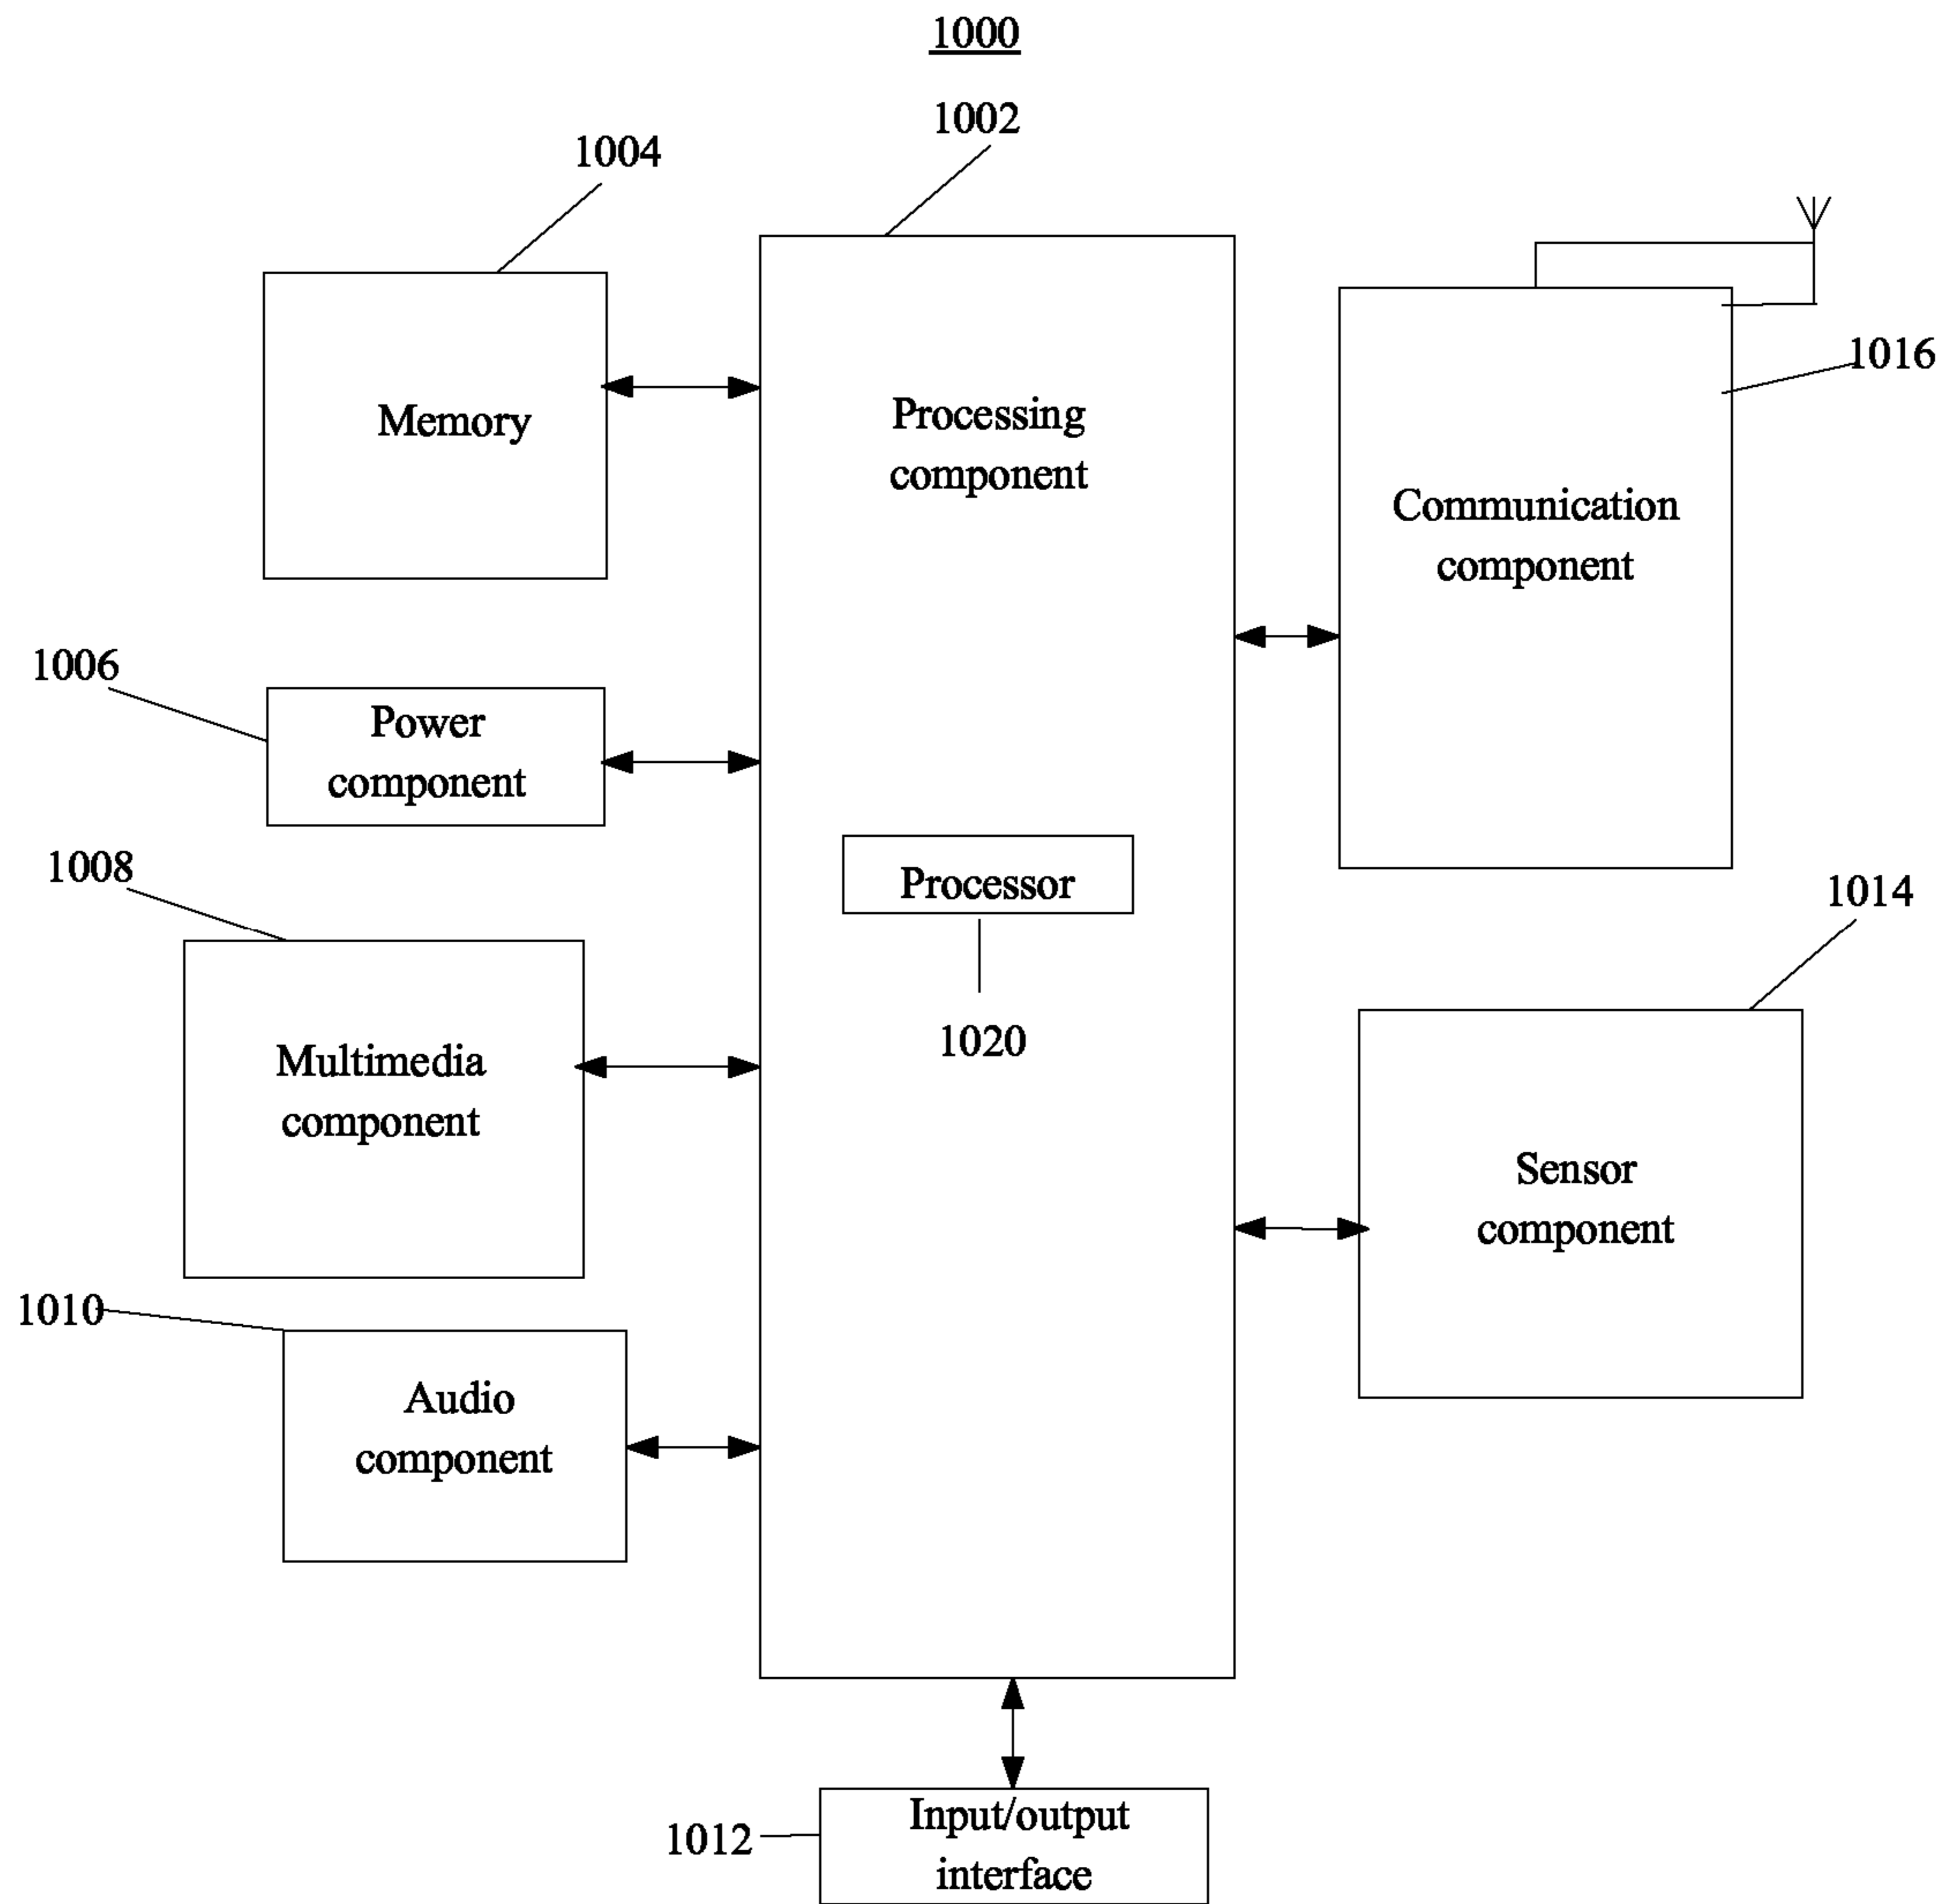 1000
1002
1004
Memory
Processing
component
1016
Communication
component
1006
Power
component
1008
Processor
1014
1020
Multimedia
component
Sensor
component
1010
Audio
component
1012
Input/output
interface